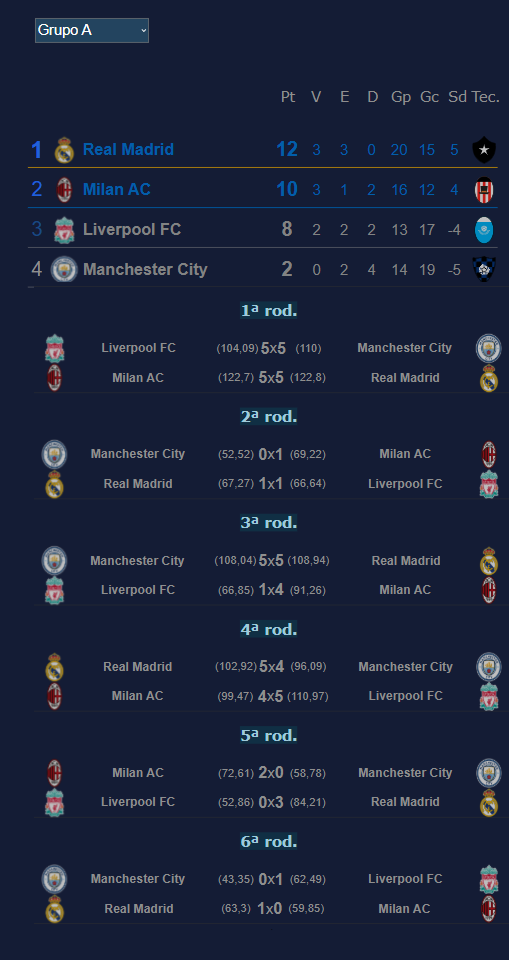 Grupo A
Pt V E D Gp Gc Sd Tec.
1 Real Madrid 12 3 3 0 20 15 5
2 Milan AC 10 3 1 2 16 12 4
3 Liverpool FC 8 2 2 2 13 17 -4
4 Manchester City 2 0 2 4 14 19 -5
1ª rod.
Liverpool FC (104,09) 5x5 (110) Manchester City
Milan AC (122,7) 5x5 (122,8) Real Madrid
2ª rod.
Manchester City (52,52) 0x1 (69,22) Milan AC
Real Madrid (67,27) 1x1 (66,64) Liverpool FC
3ª rod.
Manchester City (108,04) 5x5 (108,94) Real Madrid
Liverpool FC (66,85) 1x4 (91,26) Milan AC
4ª rod.
Real Madrid (102,92) 5x4 (96,09) Manchester City
Milan AC (99,47) 4x5 (110,97) Liverpool FC
5ª rod.
Milan AC (72,61) 2x0 (58,78) Manchester City
Liverpool FC (52,86) 0x3 (84,21) Real Madrid
6ª rod.
Manchester City (43,35) 0x1 (62,49) Liverpool FC
Real Madrid (63,3) 1x0 (59,85) Milan AC